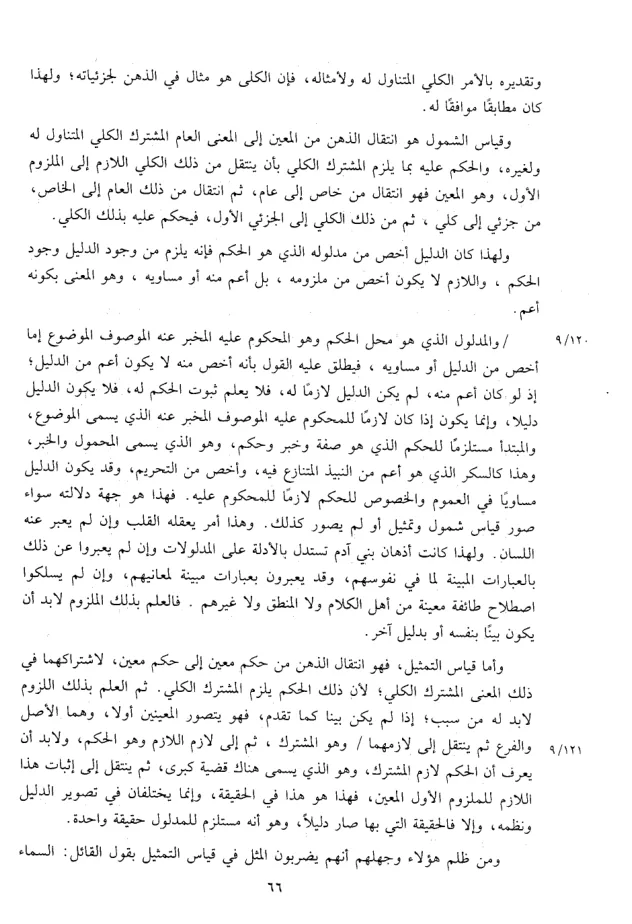 وتقديره بالأمر الكلي المتناول له ولأمثاله، فإن الكلى هو مثال في الذهن لجزئياته؛ ولهذا
كان مطابقًا موافقًا له.
وقياس الشمول هو انتقال الذهن من المعين إلى المعنى العام المشترك الكلي المتناول له
ولغيره، والحكم عليه بما يلزم المشترك الكلي بأن ينتقل من ذلك الكلي اللازم إلى الملزوم
الأول، وهو المعين فهو انتقال من خاص إلى عام، ثم انتقال من ذلك العام إلى الخاص،
من جزئي إلى كلي ، ثم من ذلك الكلي إلى الجزئي الأول، فيحكم عليه بذلك الكلي.
ولهذا كان الدليل أخص من مدلوله الذي هو الحكم فإنه يلزم من وجود الدليل وجود
الحكم ، واللازم لا يكون أخص من ملزومه ، بل أعم منه أو مساويه ، وهو المعنى بكونه
أعم.
٩/١٢٠ / والمدلول الذي هو محل الحكم وهو المحكوم عليه المخبر عنه الموصوف الموضوع إما
أخص من الدليل أو مساويه ، فيطلق عليه القول بأنه أخص منه لا يكون أعم من الدليل؛
إذ لو كان أعم منه، لم يكن الدليل لازمًا له، فلا يعلم ثبوت الحكم له، فلا يكون الدليل
دليلا، وإنما يكون إذا كان لازمًا للمحكوم عليه الموصوف المخبر عنه الذي يسمى الموضوع،
والمبتدأ مستلزمًا للحكم الذي هو صفة وخبر وحكم، وهو الذي يسمى المحمول والخبر،
وهذا كالسكر الذي هو أعم من النبيذ المتنازع فيه، وأخص من التحريم، وقد يكون الدليل
مساويًا في العموم والخصوص للحكم لازمًا للمحكوم عليه. فهذا هو جهة دلالته سواء
صور قياس شمول وتمثيل أو لم يصور كذلك. وهذا أمر يعقله القلب وإن لم يعبر عنه
اللسان. ولهذا كانت أذهان بني آدم تستدل بالأدلة على المدلولات وإن لم يعبروا عن ذلك
بالعبارات المبينة لما في نفوسهم، وقد يعبرون بعبارات مبينة لمعانيهم، وإن لم يسلكوا
اصطلاح طائفة معينة من أهل الكلام ولا المنطق ولا غيرهم . فالعلم بذلك الملزوم لابد أن
يكون بينًا بنفسه أو بدليل آخر.
وأما قياس التمثيل، فهو انتقال الذهن من حكم معين إلى حكم معين، لاشتراكهما في
ذلك المعنى المشترك الكلي؛ لأن ذلك الحكم يلزم المشترك الكلي. ثم العلم بذلك اللزوم
لابد له من سبب؛ إذا لم يكن بينا كما تقدم، فهو يتصور المعينين أولا، وهما الأصل
٩/١٢١ والفرع ثم ينتقل إلى لازمهما / وهو المشترك ، ثم إلى لازم اللازم وهو الحكم، ولابد أن
يعرف أن الحكم لازم المشترك، وهو الذي يسمى هناك قضية كبرى، ثم ينتقل إلى إثبات هذا
اللازم للملزوم الأول المعين، فهذا هو هذا في الحقيقة، وإنما يختلفان في تصوير الدليل
ونظمه، وإلا فالحقيقة التي بها صار دليلاً، وهو أنه مستلزم للمدلول حقيقة واحدة.
ومن ظلم هؤلاء وجهلهم أنهم يضربون المثل في قياس التمثيل بقول القائل: السماء
٦٦